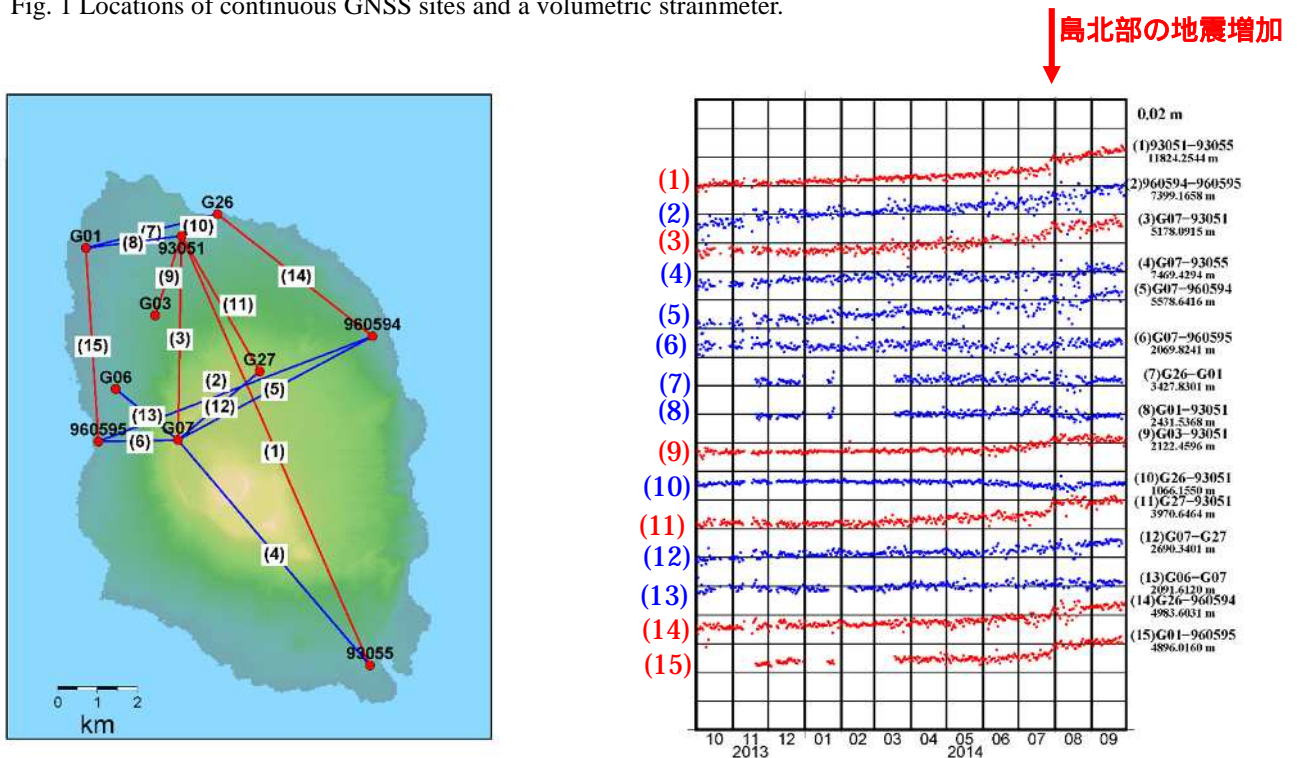 Fig. 1 Locations of continuous GNSS sites and a volumetric strainmeter.
島北部の地震増加
G26
G01
(7)
(10)
(8)
93051
(9)
(14)
(11)
G03
960594
(3)
(15)
G27
G06
(2)
(5)
(12)
(13)
960595
G07
(6)
(1)
(4)
93055
0 1 2
km
0.02 m
(1)
(1)93051-93055
11824.2544 m
(2)
(2)960594-960595
7399.1658 m
(3)
(3)G07-93051
5178.0915 m
(4)
(4)G07-93055
7469.4294 m
(5)
(5)G07-960594
5578.6416 m
(6)
(6)G07-960595
2069.8241 m
(7)
(7)G26-G01
3427.8301 m
(8)
(8)G01-93051
2431.5368 m
(9)
(9)G03-93051
2122.4596 m
(10)
(10)G26-93051
1066.1550 m
(11)
(11)G27-93051
3970.6464 m
(12)
(12)G07-G27
2690.3401 m
(13)
(13)G06-G07
2091.6120 m
(14)
(14)G26-960594
4983.6031 m
(15)
(15)G01-960595
4896.0160 m
10 11 12 01 02 03 04 05 06 07 08 09
2013 2014